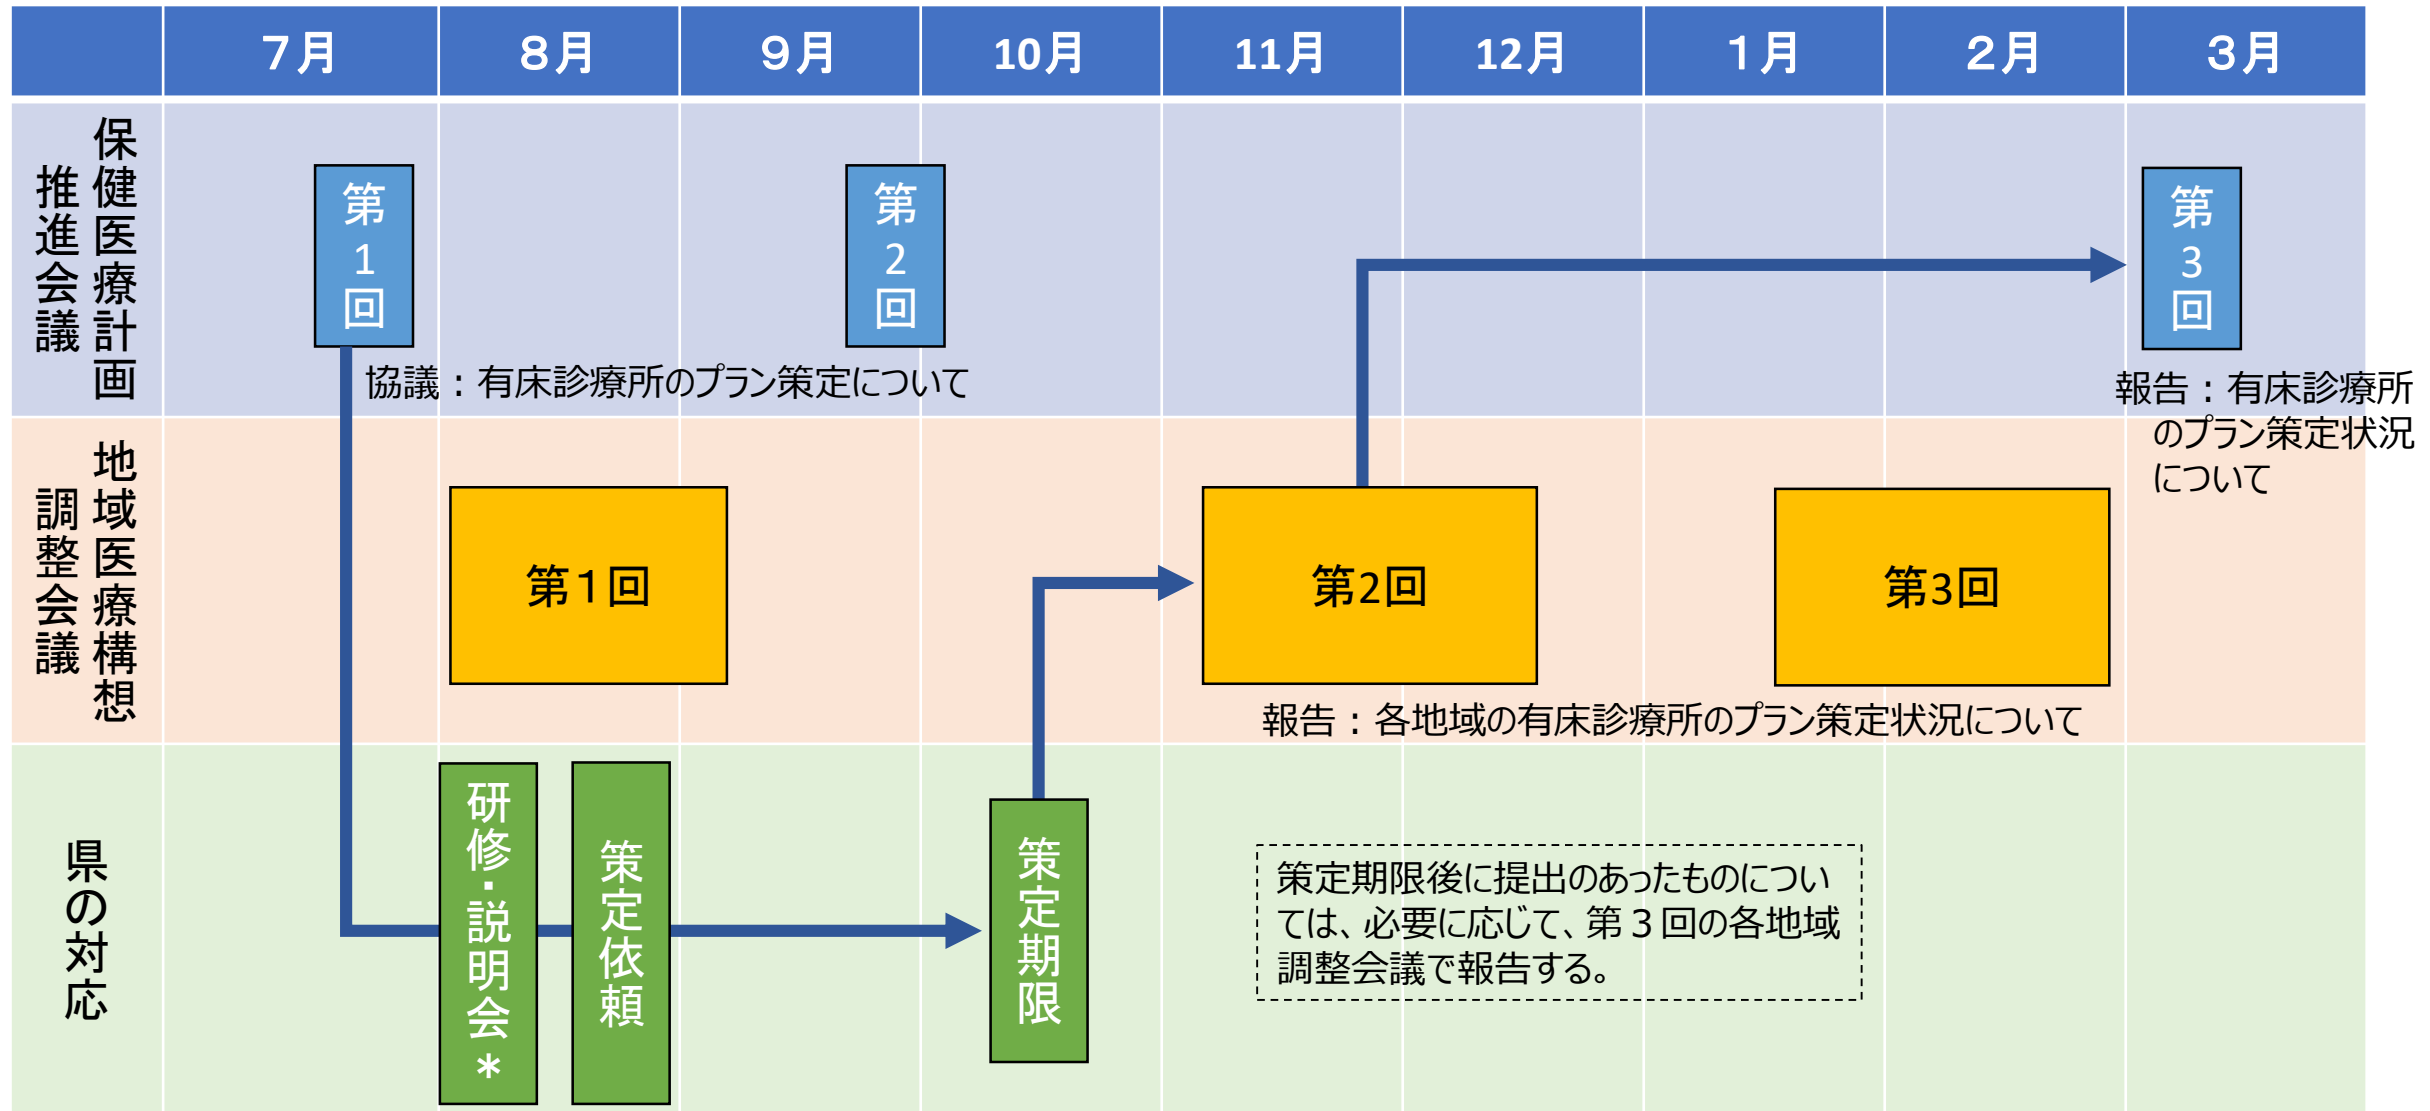 ７月
８月
９月
10月
11月
12月
１月
２月
３月
保健医療計画
推進会議
第1回
第2回
第3回
協議：有床診療所のプラン策定について
報告：有床診療所
のプラン策定状況
について
地域医療構想
調整会議
第１回
第2回
第3回
報告：各地域の有床診療所のプラン策定状況について
県の対応
研修・説明会*
策定依頼
策定期限
策定期限後に提出のあったものについ
ては、必要に応じて、第３回の各地域
調整会議で報告する。